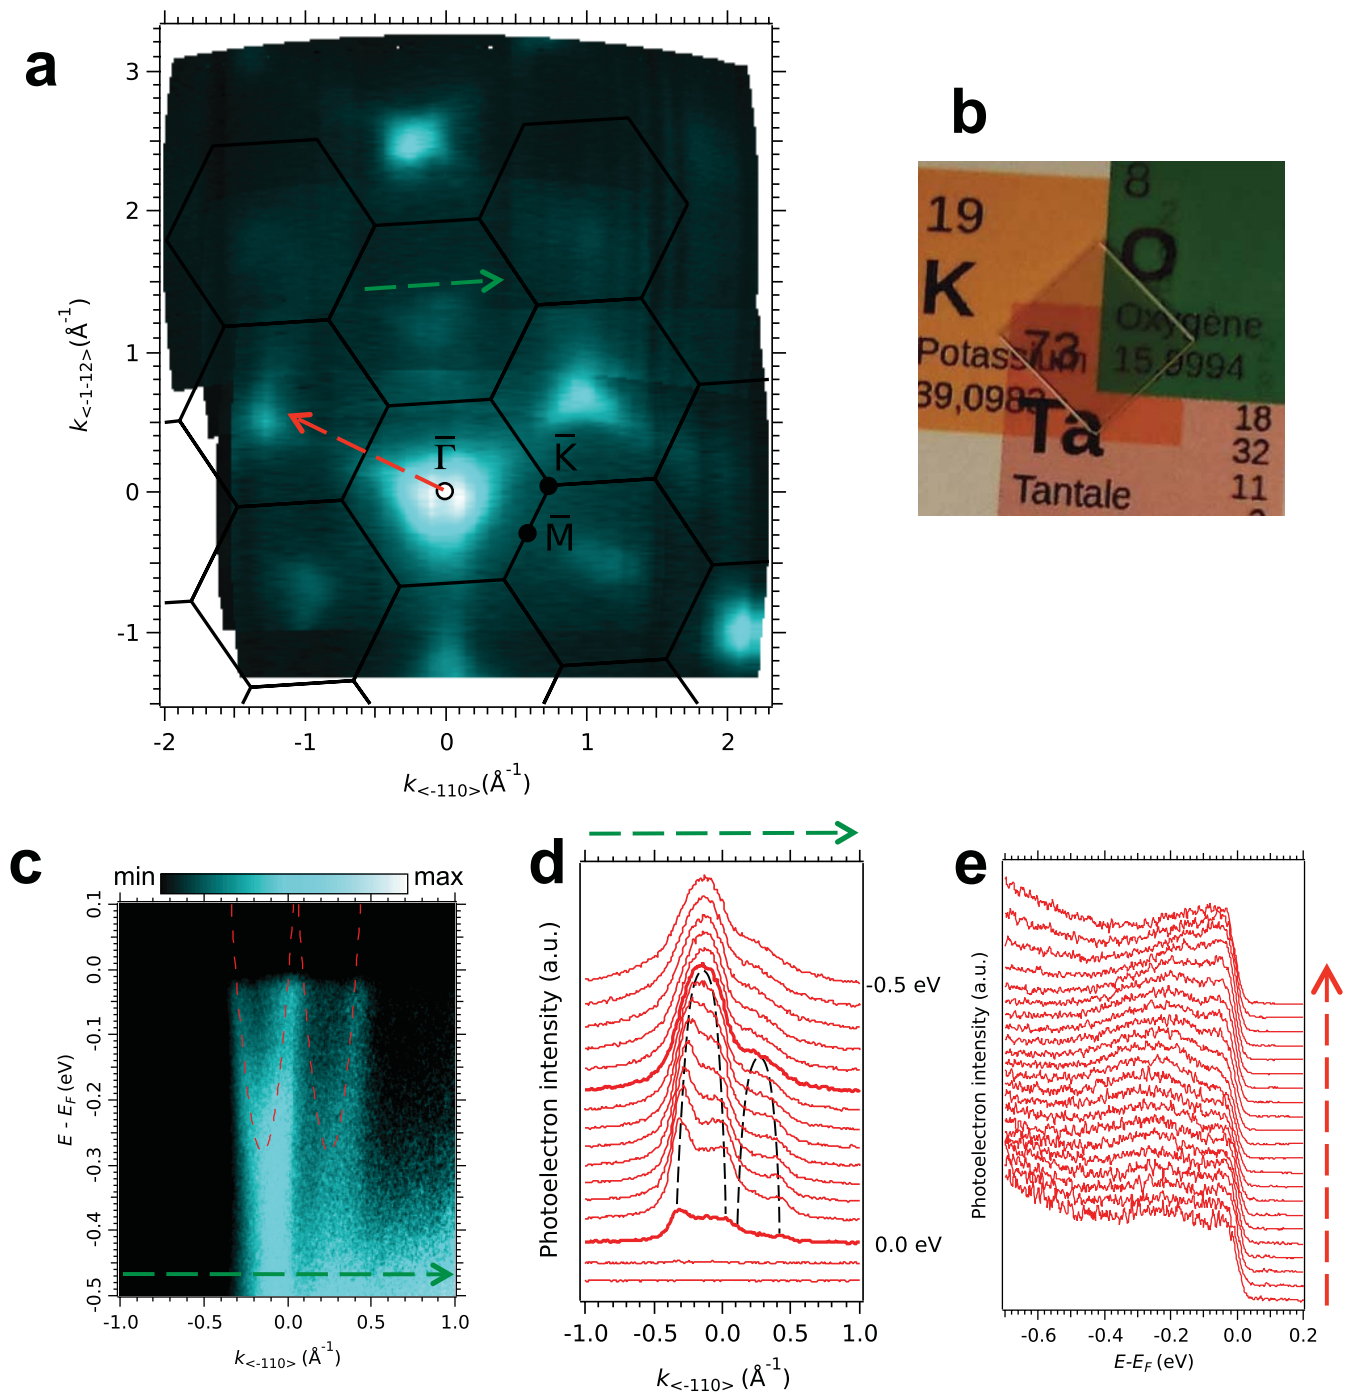 a
3
2
1
0
-1
k<-1-12>(Å-1)
Γ
K
M
-2
-1
0
1
2
k<-110>(Å-1)
b
19
K
Potassium
39,0983
8
O
Oxygène
15,9994
73
Ta
Tantale
18
32
11
c
min
max
0.1
0.0
-0.1
-0.2
-0.3
-0.4
-0.5
E - EF (eV)
-1.0
-0.5
0.0
0.5
1.0
k<-110> (Å-1)
d
Photoelectron intensity (a.u.)
-0.5 eV
0.0 eV
-1.0
-0.5
0.0
0.5
1.0
k<-110> (Å-1)
e
Photoelectron intensity (a.u.)
-0.6
-0.4
-0.2
0.0
0.2
E-EF (eV)